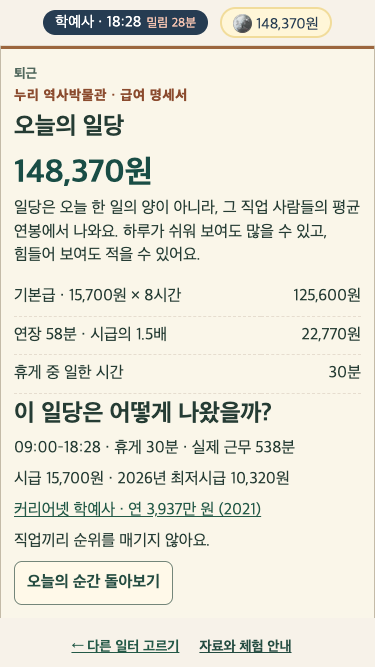 학예사 · 18:28 밀림 28분
148,370원
퇴근
누리 역사박물관 · 급여 명세서
오늘의 일당
148,370원
일당은 오늘 한 일의 양이 아니라, 그 직업 사람들의 평균
연봉에서 나와요. 하루가 쉬워 보여도 많을 수 있고,
힘들어 보여도 적을 수 있어요.
기본급 · 15,700원 × 8시간 125,600원
연장 58분 · 시급의 1.5배 22,770원
휴게 중 일한 시간 30분
이 일당은 어떻게 나왔을까?
09:00-18:28 · 휴게 30분 · 실제 근무 538분
시급 15,700원 · 2026년 최저시급 10,320원
커리어넷 학예사 · 연 3,937만 원 (2021)
직업끼리 순위를 매기지 않아요.
오늘의 순간 돌아보기
← 다른 일터 고르기 자료와 체험 안내